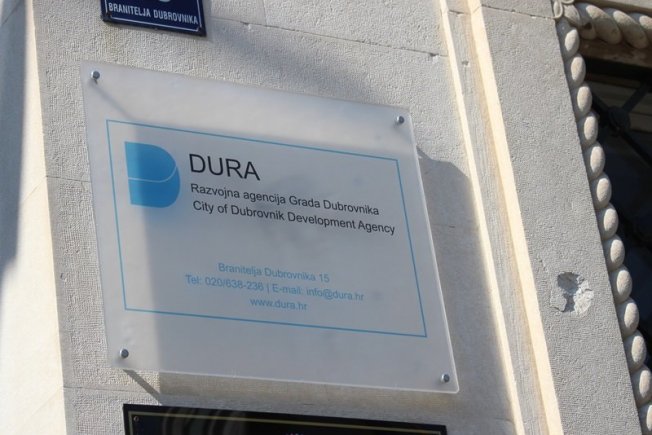 BRANITELJA DUBROVNIKA
DURA
Razvojna agencija Grada Dubrovnika
City of Dubrovnik Development Agency
Branitelja Dubrovnika 15
Tel: 020/638-236 | E-mail: info@dura.hr
www.dura.hr